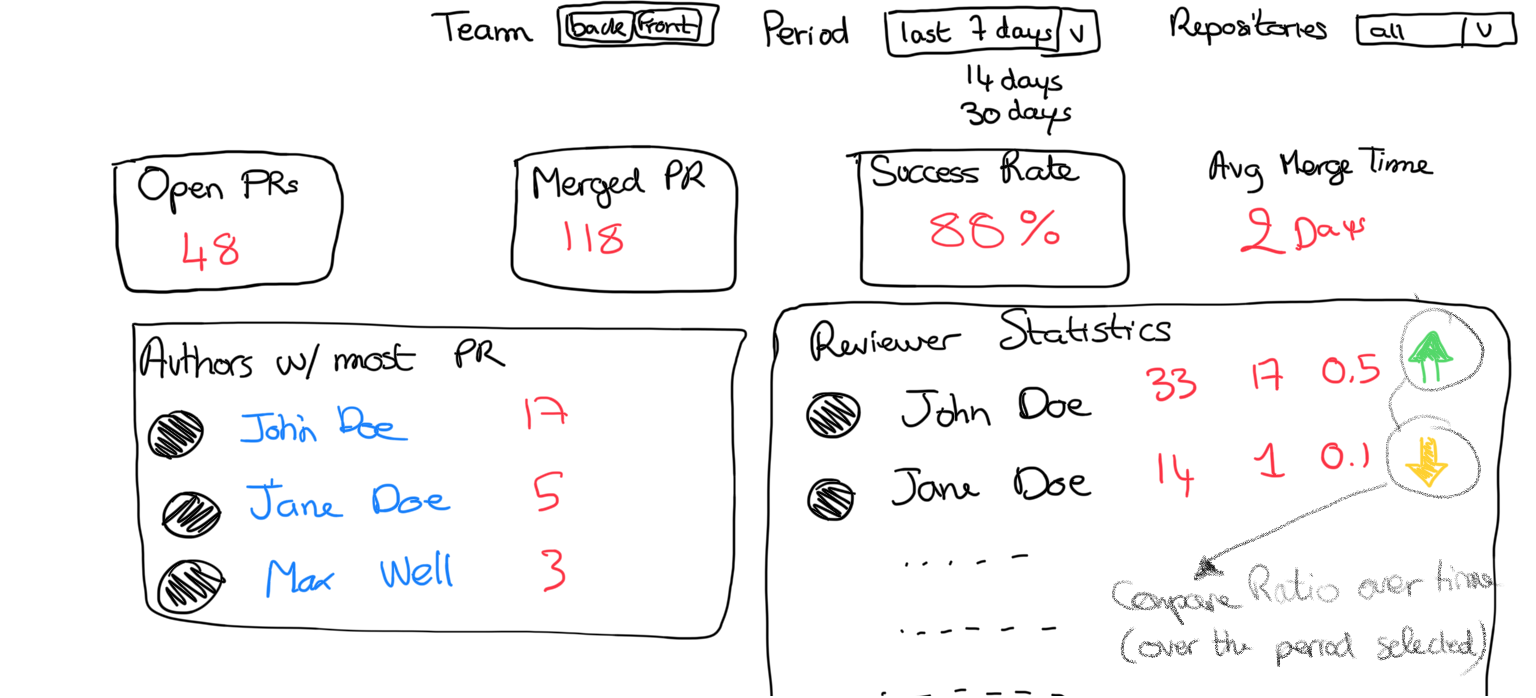 Team back front Period last 7 days v Repositories all v
14 days
30 days
Open PRs
48
Merged PR
118
Success Rate
88%
Avg Merge Time
2 Days
Authors w/ most PR
John Doe 17
Jane Doe 5
Max Well 3
Reviewer Statistics
John Doe 33 17 0.5
Jane Doe 14 1 0.1
Compare Ratio over time
(over the period selected)